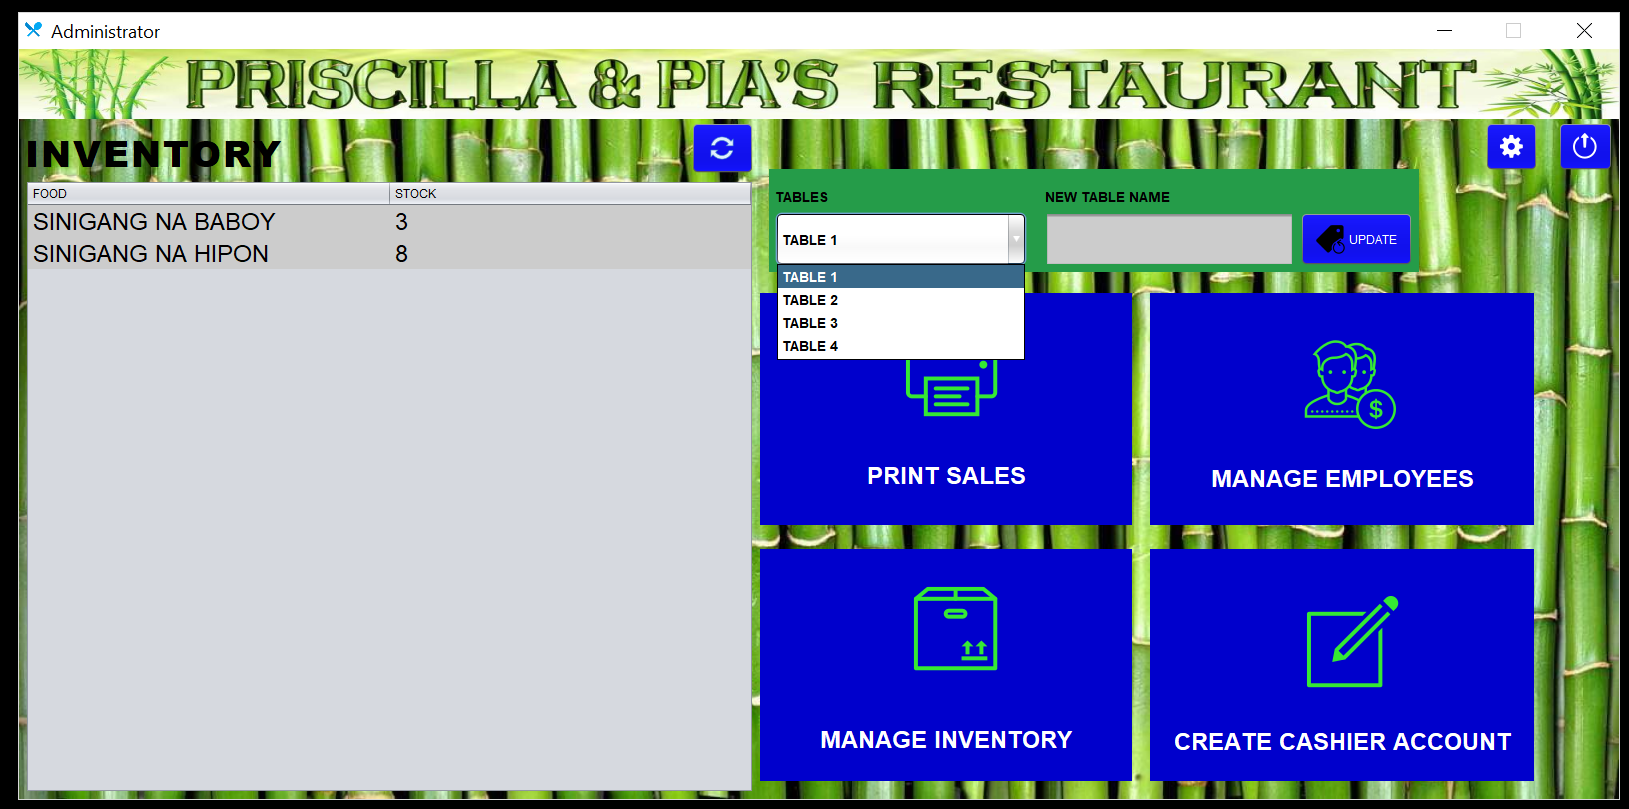 Administrator
PRISCILLA & PIA'S RESTAURANT
INVENTORY
FOOD STOCK
SINIGANG NA BABOY 3
SINIGANG NA HIPON 8
TABLES
TABLE 1
TABLE 1
TABLE 2
TABLE 3
TABLE 4
NEW TABLE NAME
UPDATE
PRINT SALES
$
MANAGE EMPLOYEES
MANAGE INVENTORY
CREATE CASHIER ACCOUNT